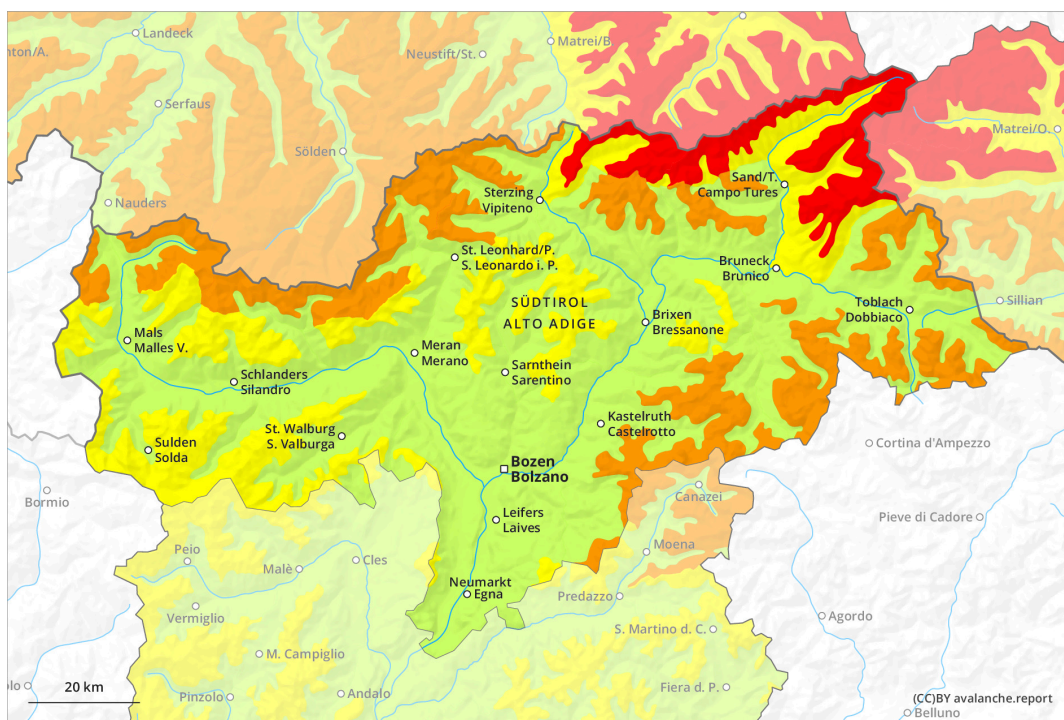 Landeck
nton/A.
Neustift/St.
Matrei/B
Serfaus
Sölden
Matrei/O.
Nauders
Sterzing
Vipiteno
Sand/T.
Campo Tures
St. Leonhard/P.
S. Leonardo i. P.
Bruneck
Brunico
SÜDTIROL
ALTO ADIGE
Toblach
Dobbiaco
Sillian
Brixen
Bressanone
Mals
Malles V.
Meran
Merano
Sarnthein
Sarentino
Schlanders
Silandro
Kastelruth
Castelrotto
St. Walburg
S. Valburga
Sulden
Solda
Cortina d'Ampezzo
Bozen
Bolzano
Bormio
Canazei
Leifers
Laives
Pieve di Cadore
Peio
Moena
Cles
Malè
Neumarkt
Egna
Predazzo
Vermiglio
Agordo
S. Martino d. C.
M. Campiglio
olo
20 km
Pinzolo
Andalo
Fiera d. P.
(CC)BY avalanche.report
Belluno